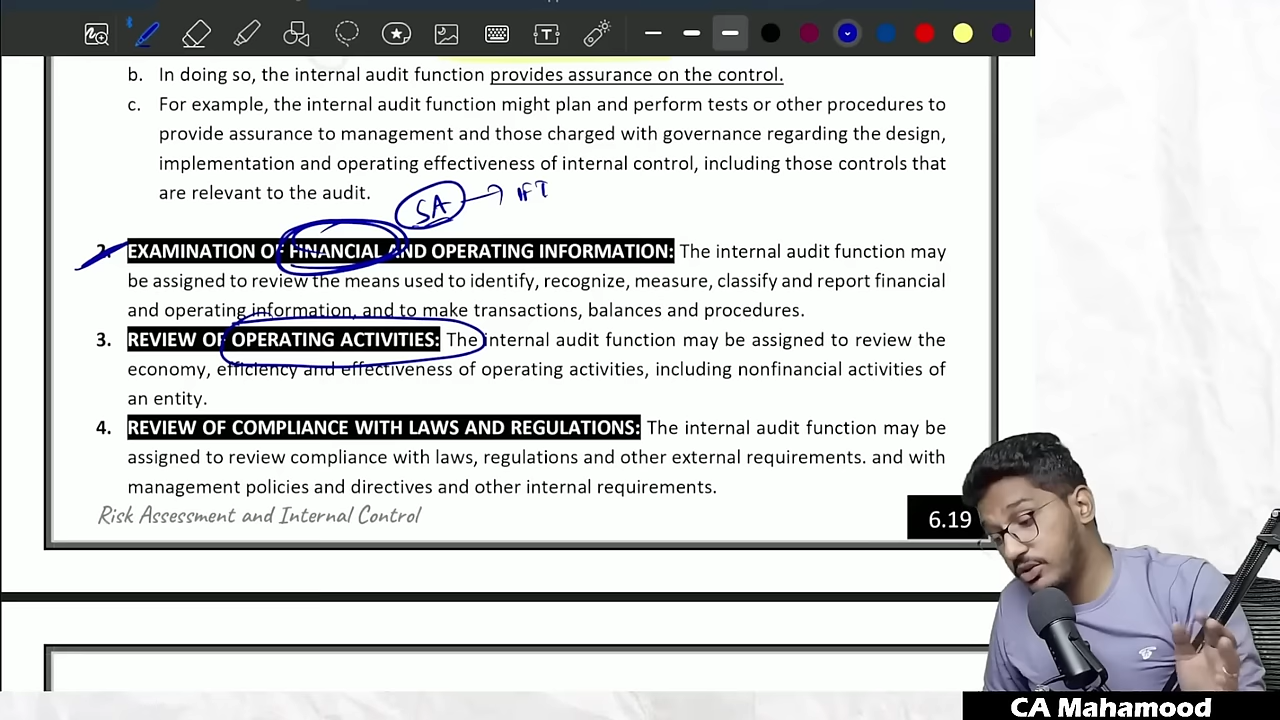 b. In doing so, the internal audit function provides assurance on the control.
c. For example, the internal audit function might plan and perform tests or other procedures to
provide assurance to management and those charged with governance regarding the design,
implementation and operating effectiveness of internal control, including those controls that
are relevant to the audit.
SA
2. EXAMINATION OF FINANCIAL AND OPERATING INFORMATION: The internal audit function may
be assigned to review the means used to identify, recognize, measure, classify and report financial
and operating information, and to make transactions, balances and procedures.
3. REVIEW OF OPERATING ACTIVITIES: The internal audit function may be assigned to review the
economy, efficiency and effectiveness of operating activities, including nonfinancial activities of
an entity.
4. REVIEW OF COMPLIANCE WITH LAWS AND REGULATIONS: The internal audit function may be
assigned to review compliance with laws, regulations and other external requirements. and with
management policies and directives and other internal requirements.
Risk Assessment and Internal Control
6.19
CA Mahamood